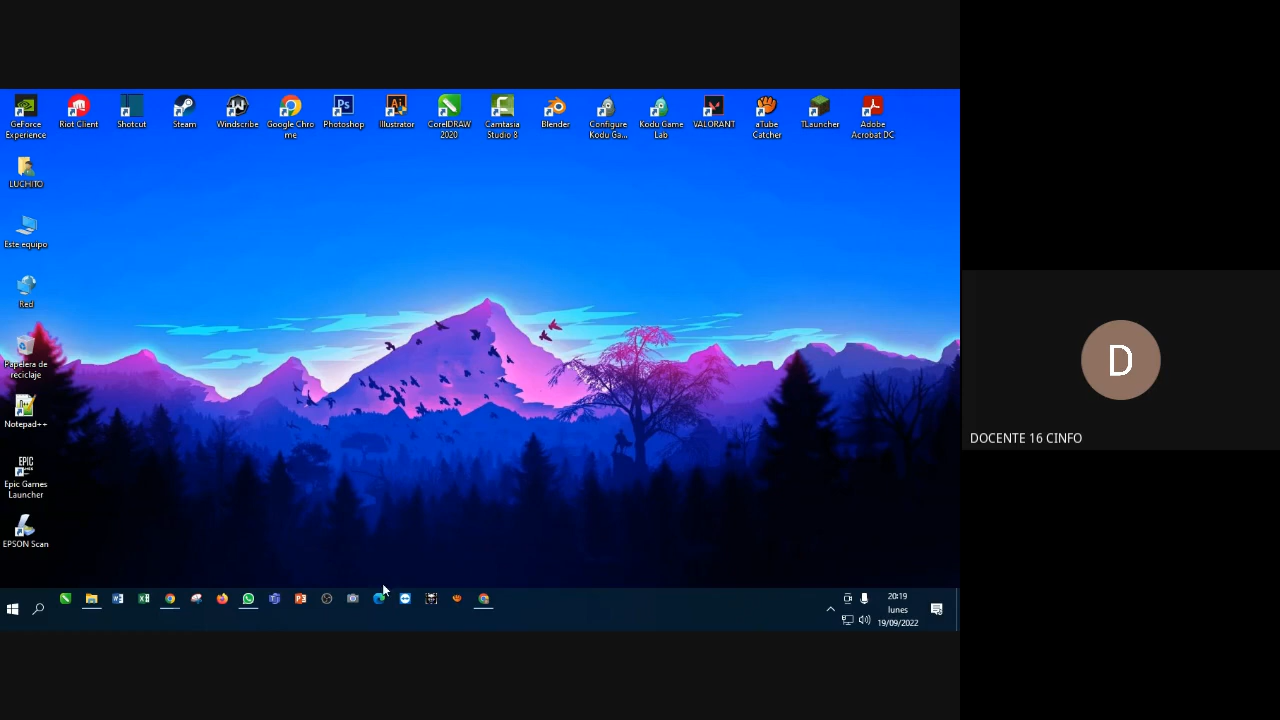 GeForce Experience
Riot Client
Shotcut
Steam
Windscribe
Google Chro me
Photoshop
Illustrator
CorelDRAW 2020
Camtasia Studio 8
Blender
Configure Kodu Ga...
Kodu Game Lab
VALORANT
aTube Catcher
TLauncher
Adobe Acrobat DC
LUCHITO
Este equipo
Red
Papelera de reciclaje
Notepad++
Epic Games Launcher
EPSON Scan
D
DOCENTE 16 CINFO
20:19
lunes
19/09/2022